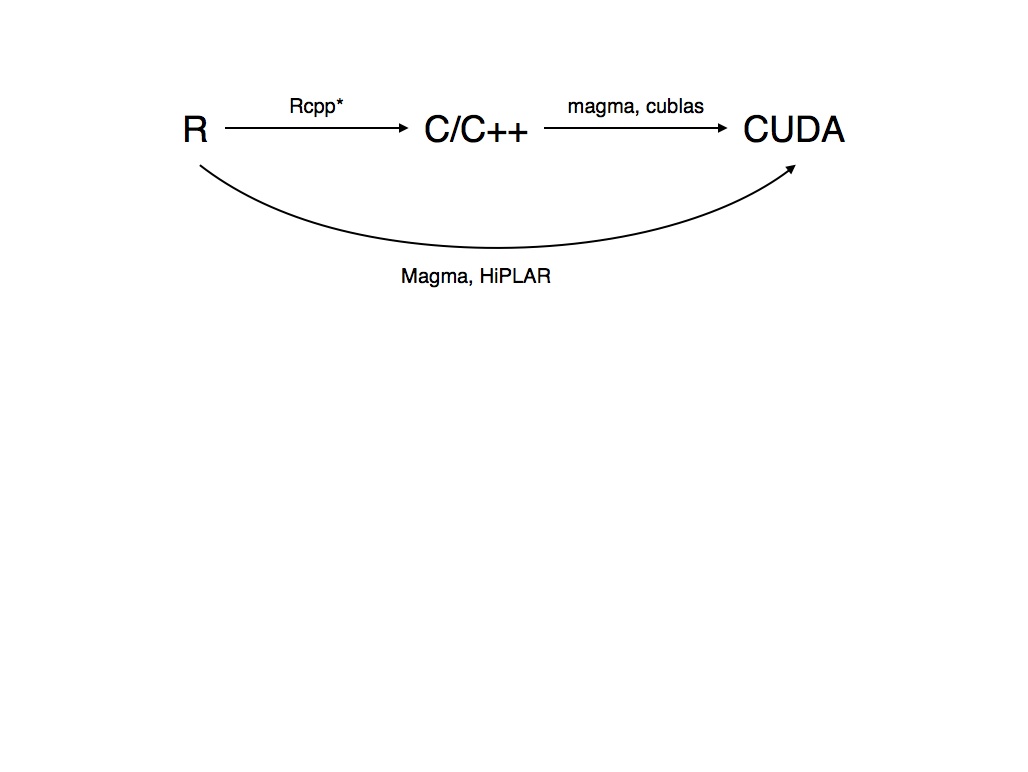 Rcpp*
magma, cublas
R
C/C++
CUDA
Magma, HiPLAR